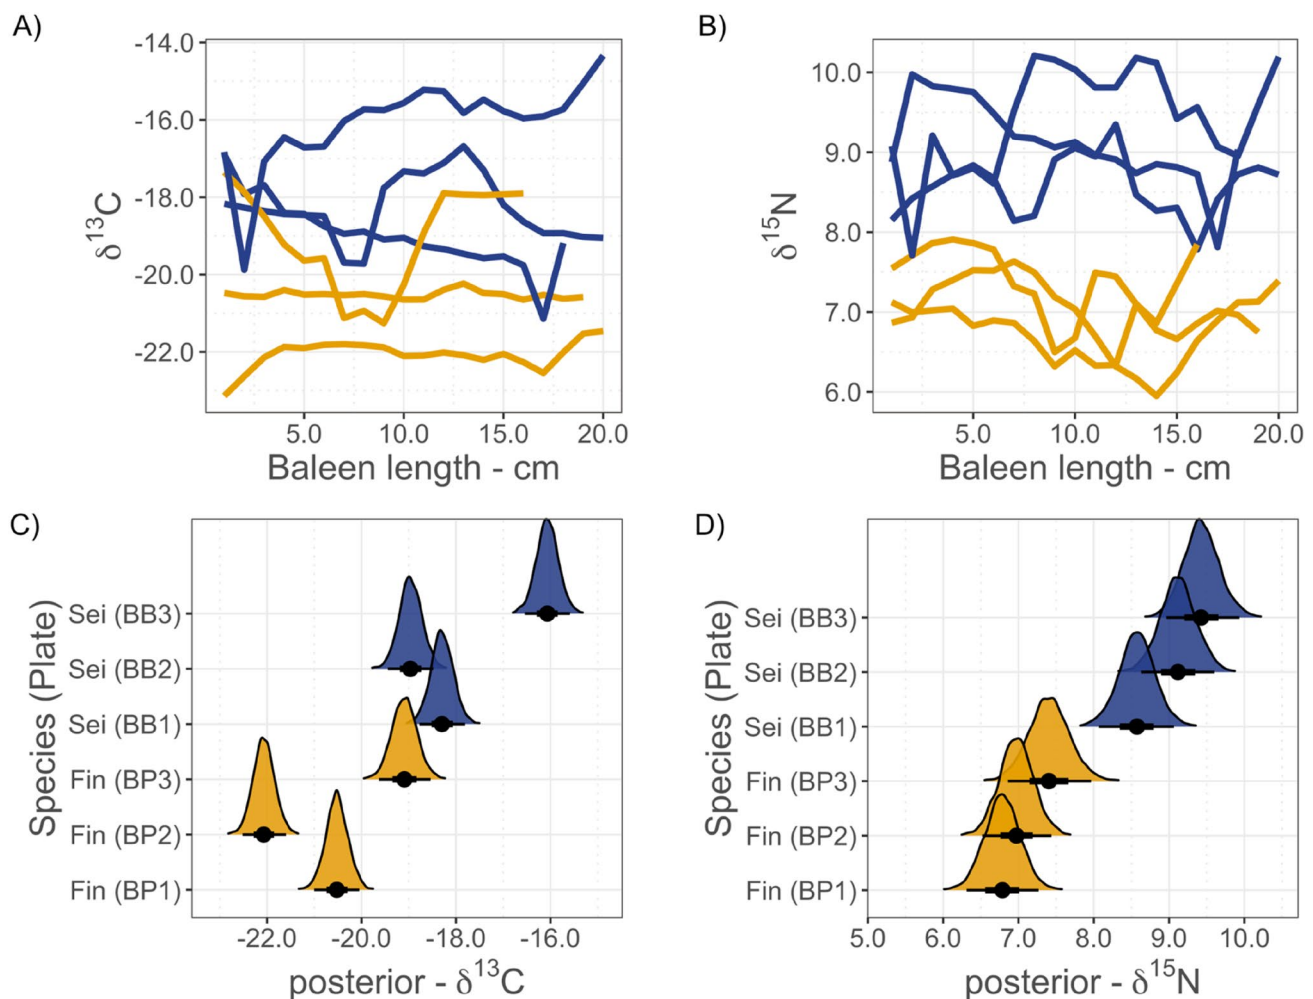 A)
δ13C
-14.0
-16.0
-18.0
-20.0
-22.0
5.0 10.0 15.0 20.0
Baleen length - cm
B)
δ15N
10.0
9.0
8.0
7.0
6.0
5.0 10.0 15.0 20.0
Baleen length - cm
C)
Species (Plate)
Sei (BB3)
Sei (BB2)
Sei (BB1)
Fin (BP3)
Fin (BP2)
Fin (BP1)
-22.0 -20.0 -18.0 -16.0
posterior - δ13C
D)
Species (Plate)
Sei (BB3)
Sei (BB2)
Sei (BB1)
Fin (BP3)
Fin (BP2)
Fin (BP1)
5.0 6.0 7.0 8.0 9.0 10.0
posterior - δ15N